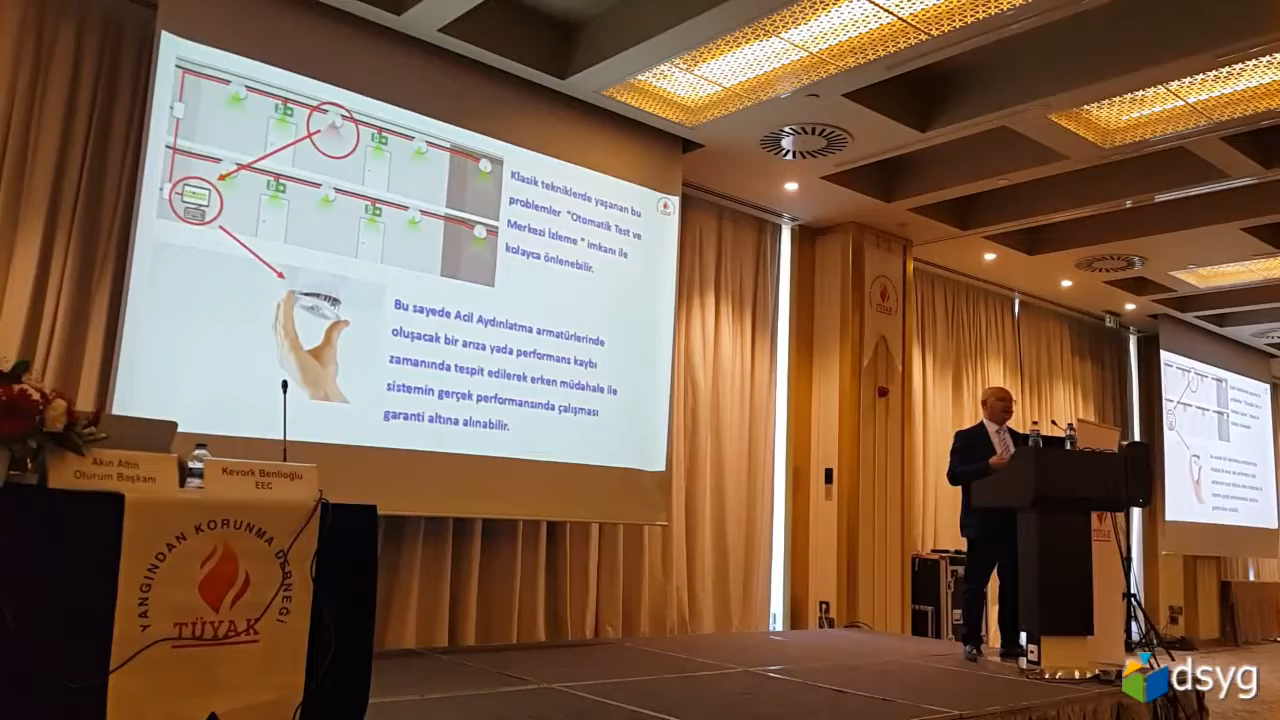 Klasik tekniklerde yaşanan bu
problemler "Otomatik Test ve
Merkezi İzleme " imkanı ile
kolayca önlenebilir.
TÜYAK
Bu sayede Acil Aydınlatma armatürlerinde
oluşacak bir arıza yada performans kaybı
zamanında tespit edilerek erken müdahale ile
sistemin gerçek performansında çalışması
garanti altına alınabilir.
Akın Altın
Oturum Başkanı
Kevork Benlioğlu
EEC
YANGINDAN KORUNMA DERNEĞİ
TÜYAK
TÜYAK
EXIT
TÜYAK
dsyg